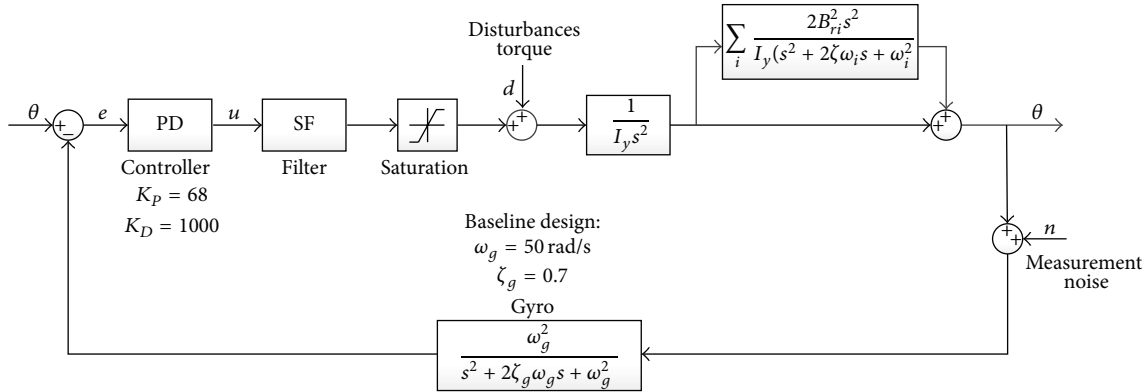 Disturbances
torque
d
θ
+
−
e
PD
Controller
K_P = 68
K_D = 1000
u
SF
Filter
Saturation
+
+
1
I_y s^2
∑
i
2B_{ri}^2 s^2
I_y(s^2 + 2ζω_i s + ω_i^2
+
+
θ
+
+
n
Measurement
noise
Baseline design:
ω_g = 50 rad/s
ζ_g = 0.7
Gyro
ω_g^2
s^2 + 2ζ_g ω_g s + ω_g^2